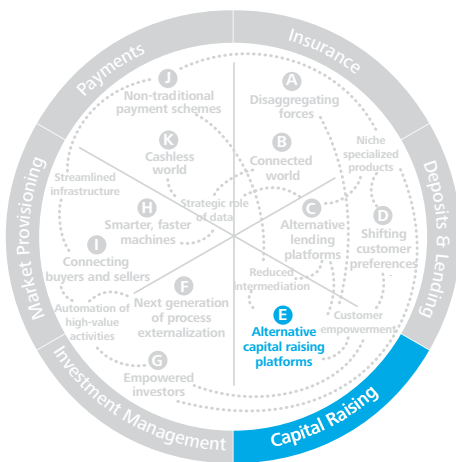 Payments
Insurance
J
Non-traditional
payment schemes
A
Disaggregating
forces
K
Cashless
world
B
Connected
world
Niche
specialized
products
Streamlined
infrastructure
Strategic role
of data
H
Smarter, faster
machines
C
Alternative
lending
platforms
D
Shifting
customer
preferences
Market Provisioning
Deposits & Lending
I
Connecting
buyers and sellers
F
Next generation
of process
externalization
Reduced
intermediation
Automation of
high-value
activities
E
Alternative
capital raising
platforms
Customer
empowerment
G
Empowered
investors
Investment Management
Capital Raising